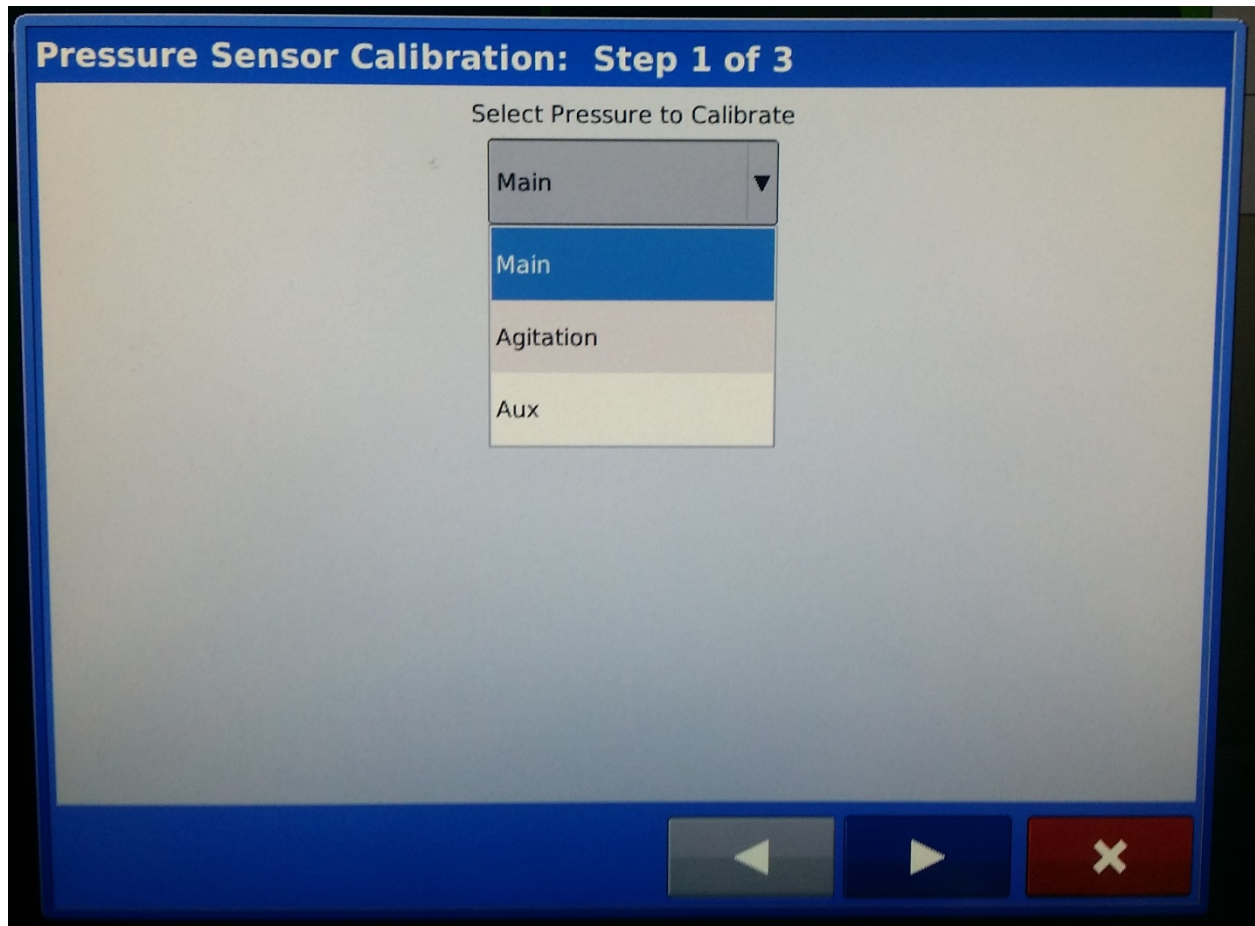 Pressure Sensor Calibration: Step 1 of 3
Select Pressure to Calibrate
Main
Main
Agitation
Aux